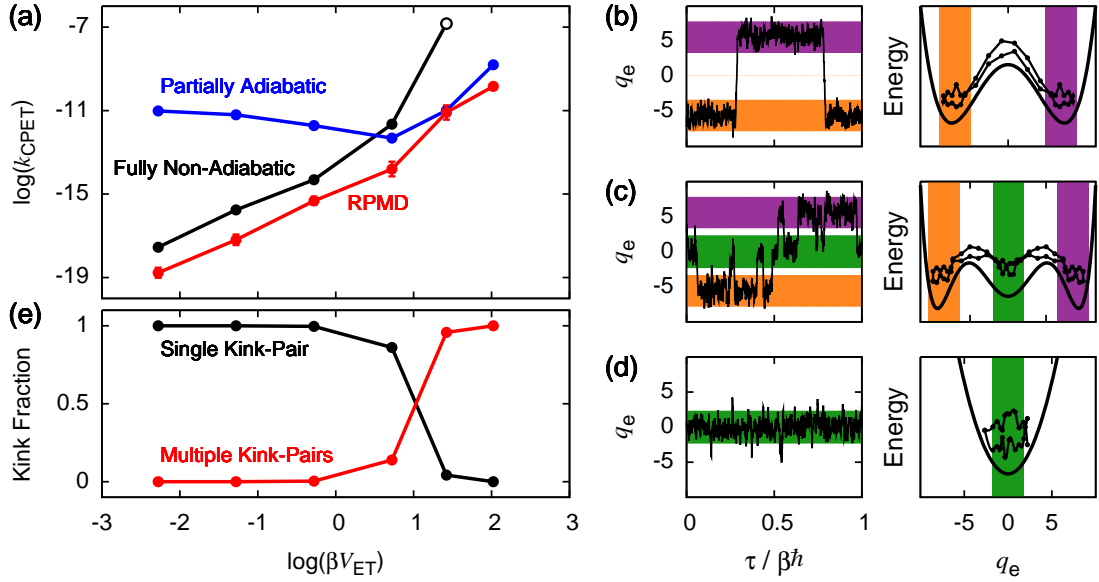 (a)
-7
-11
-15
-19
log(kCPET)
Partially Adiabatic
Fully Non-Adiabatic
RPMD
(e)
1
0.5
0
Kink Fraction
Single Kink-Pair
Multiple Kink-Pairs
-3 -2 -1 0 1 2 3
log(βVET)
(b)
5
0
-5
qe
Energy
(c)
5
0
-5
qe
Energy
(d)
5
0
-5
qe
Energy
0 0.5 1
τ / βħ
-5 0 5
qe